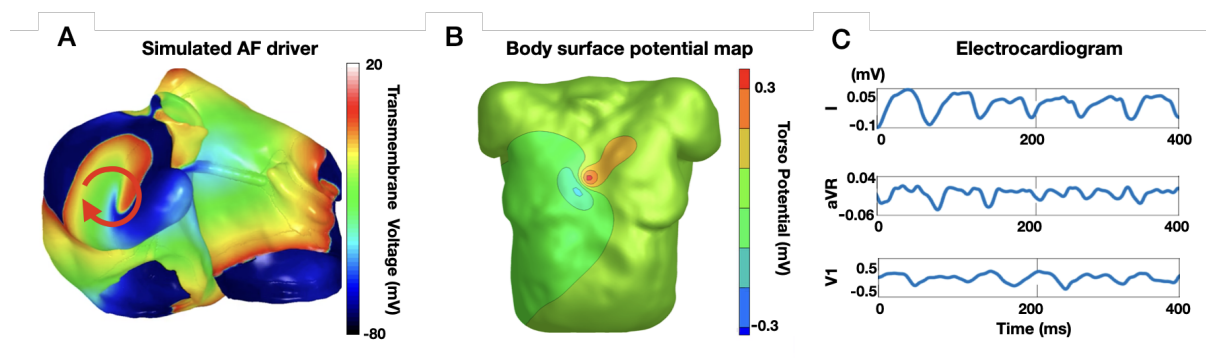 A
Simulated AF driver
20
Transmembrane Voltage (mV)
-80
B
Body surface potential map
0.3
Torso Potential (mV)
-0.3
C
Electrocardiogram
(mV)
I
0.05
-0.1
0
200
400
aVR
0.04
-0.06
0
200
400
V1
0.5
-0.5
0
200
400
Time (ms)